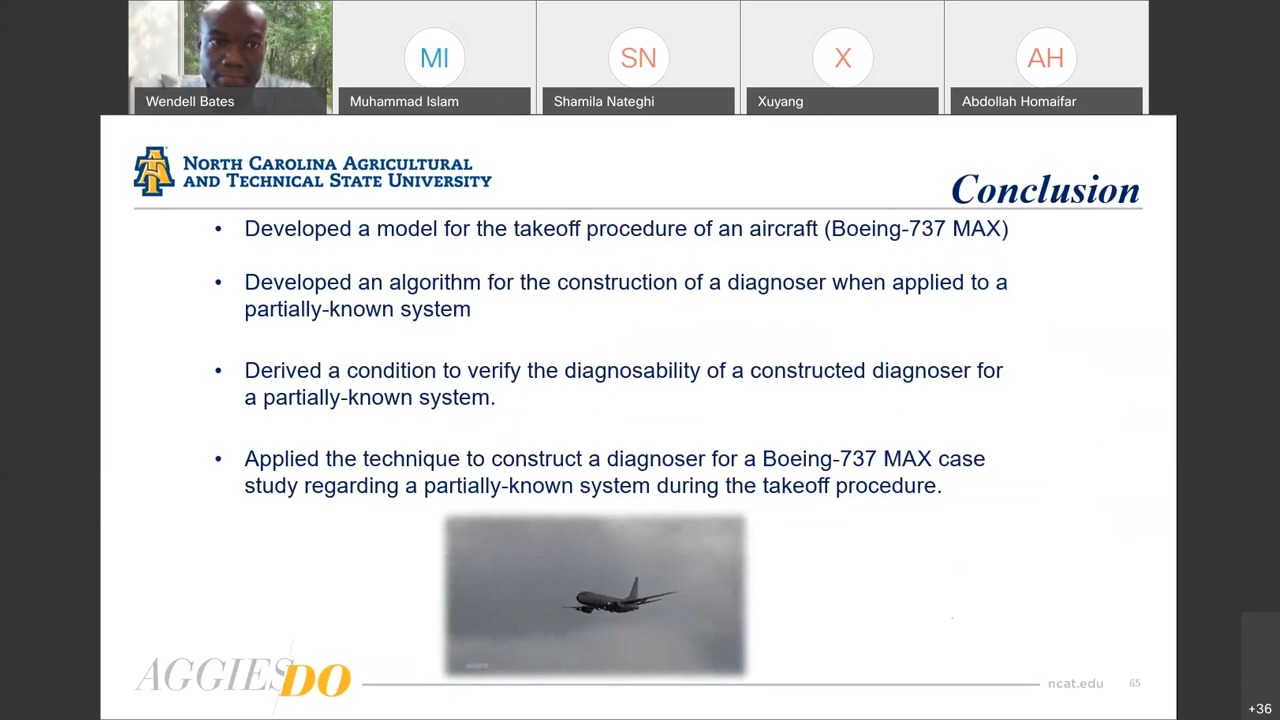 MI
SN
X
AH
Wendell Bates
Muhammad Islam
Shamila Nateghi
Xuyang
Abdollah Homaifar
NORTH CAROLINA AGRICULTURAL
AND TECHNICAL STATE UNIVERSITY
Conclusion
• Developed a model for the takeoff procedure of an aircraft (Boeing-737 MAX)
• Developed an algorithm for the construction of a diagnoser when applied to a
partially-known system
• Derived a condition to verify the diagnosability of a constructed diagnoser for
a partially-known system.
• Applied the technique to construct a diagnoser for a Boeing-737 MAX case
study regarding a partially-known system during the takeoff procedure.
AGGIES DO
ncat.edu
65
+36